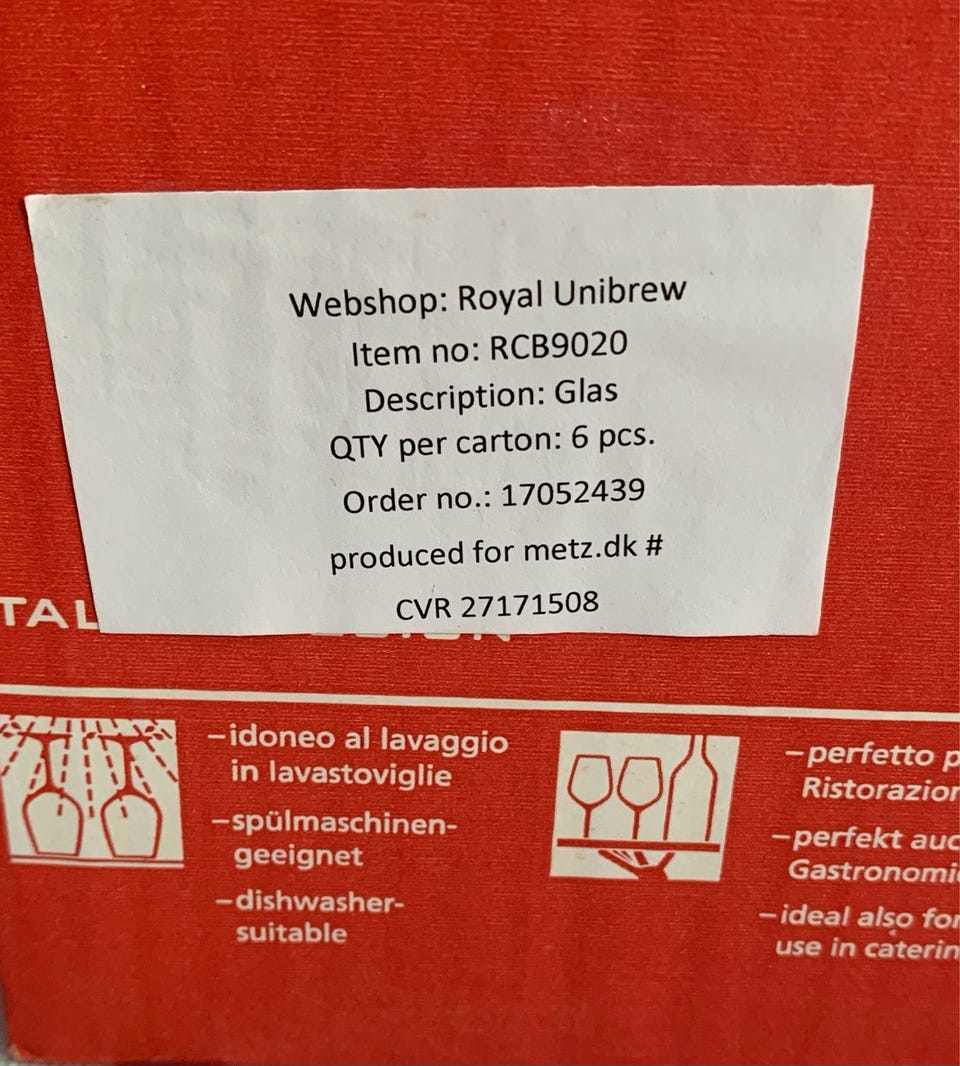 Webshop: Royal Unibrew
Item no: RCB9020
Description: Glas
QTY per carton: 6 pcs.
Order no.: 17052439
produced for metz.dk #
CVR 27171508
TAL
–idoneo al lavaggio
in lavastoviglie
–spülmaschinen-
geeignet
–dishwasher-
suitable
–perfetto p
Ristorazion
–perfekt auc
Gastronomi
–ideal also for
use in caterin